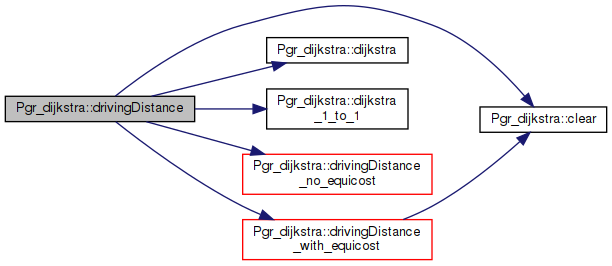 Pgr_dijkstra::drivingDistance
Pgr_dijkstra::dijkstra
Pgr_dijkstra::dijkstra
_1_to_1
Pgr_dijkstra::drivingDistance
_no_equicost
Pgr_dijkstra::drivingDistance
_with_equicost
Pgr_dijkstra::clear